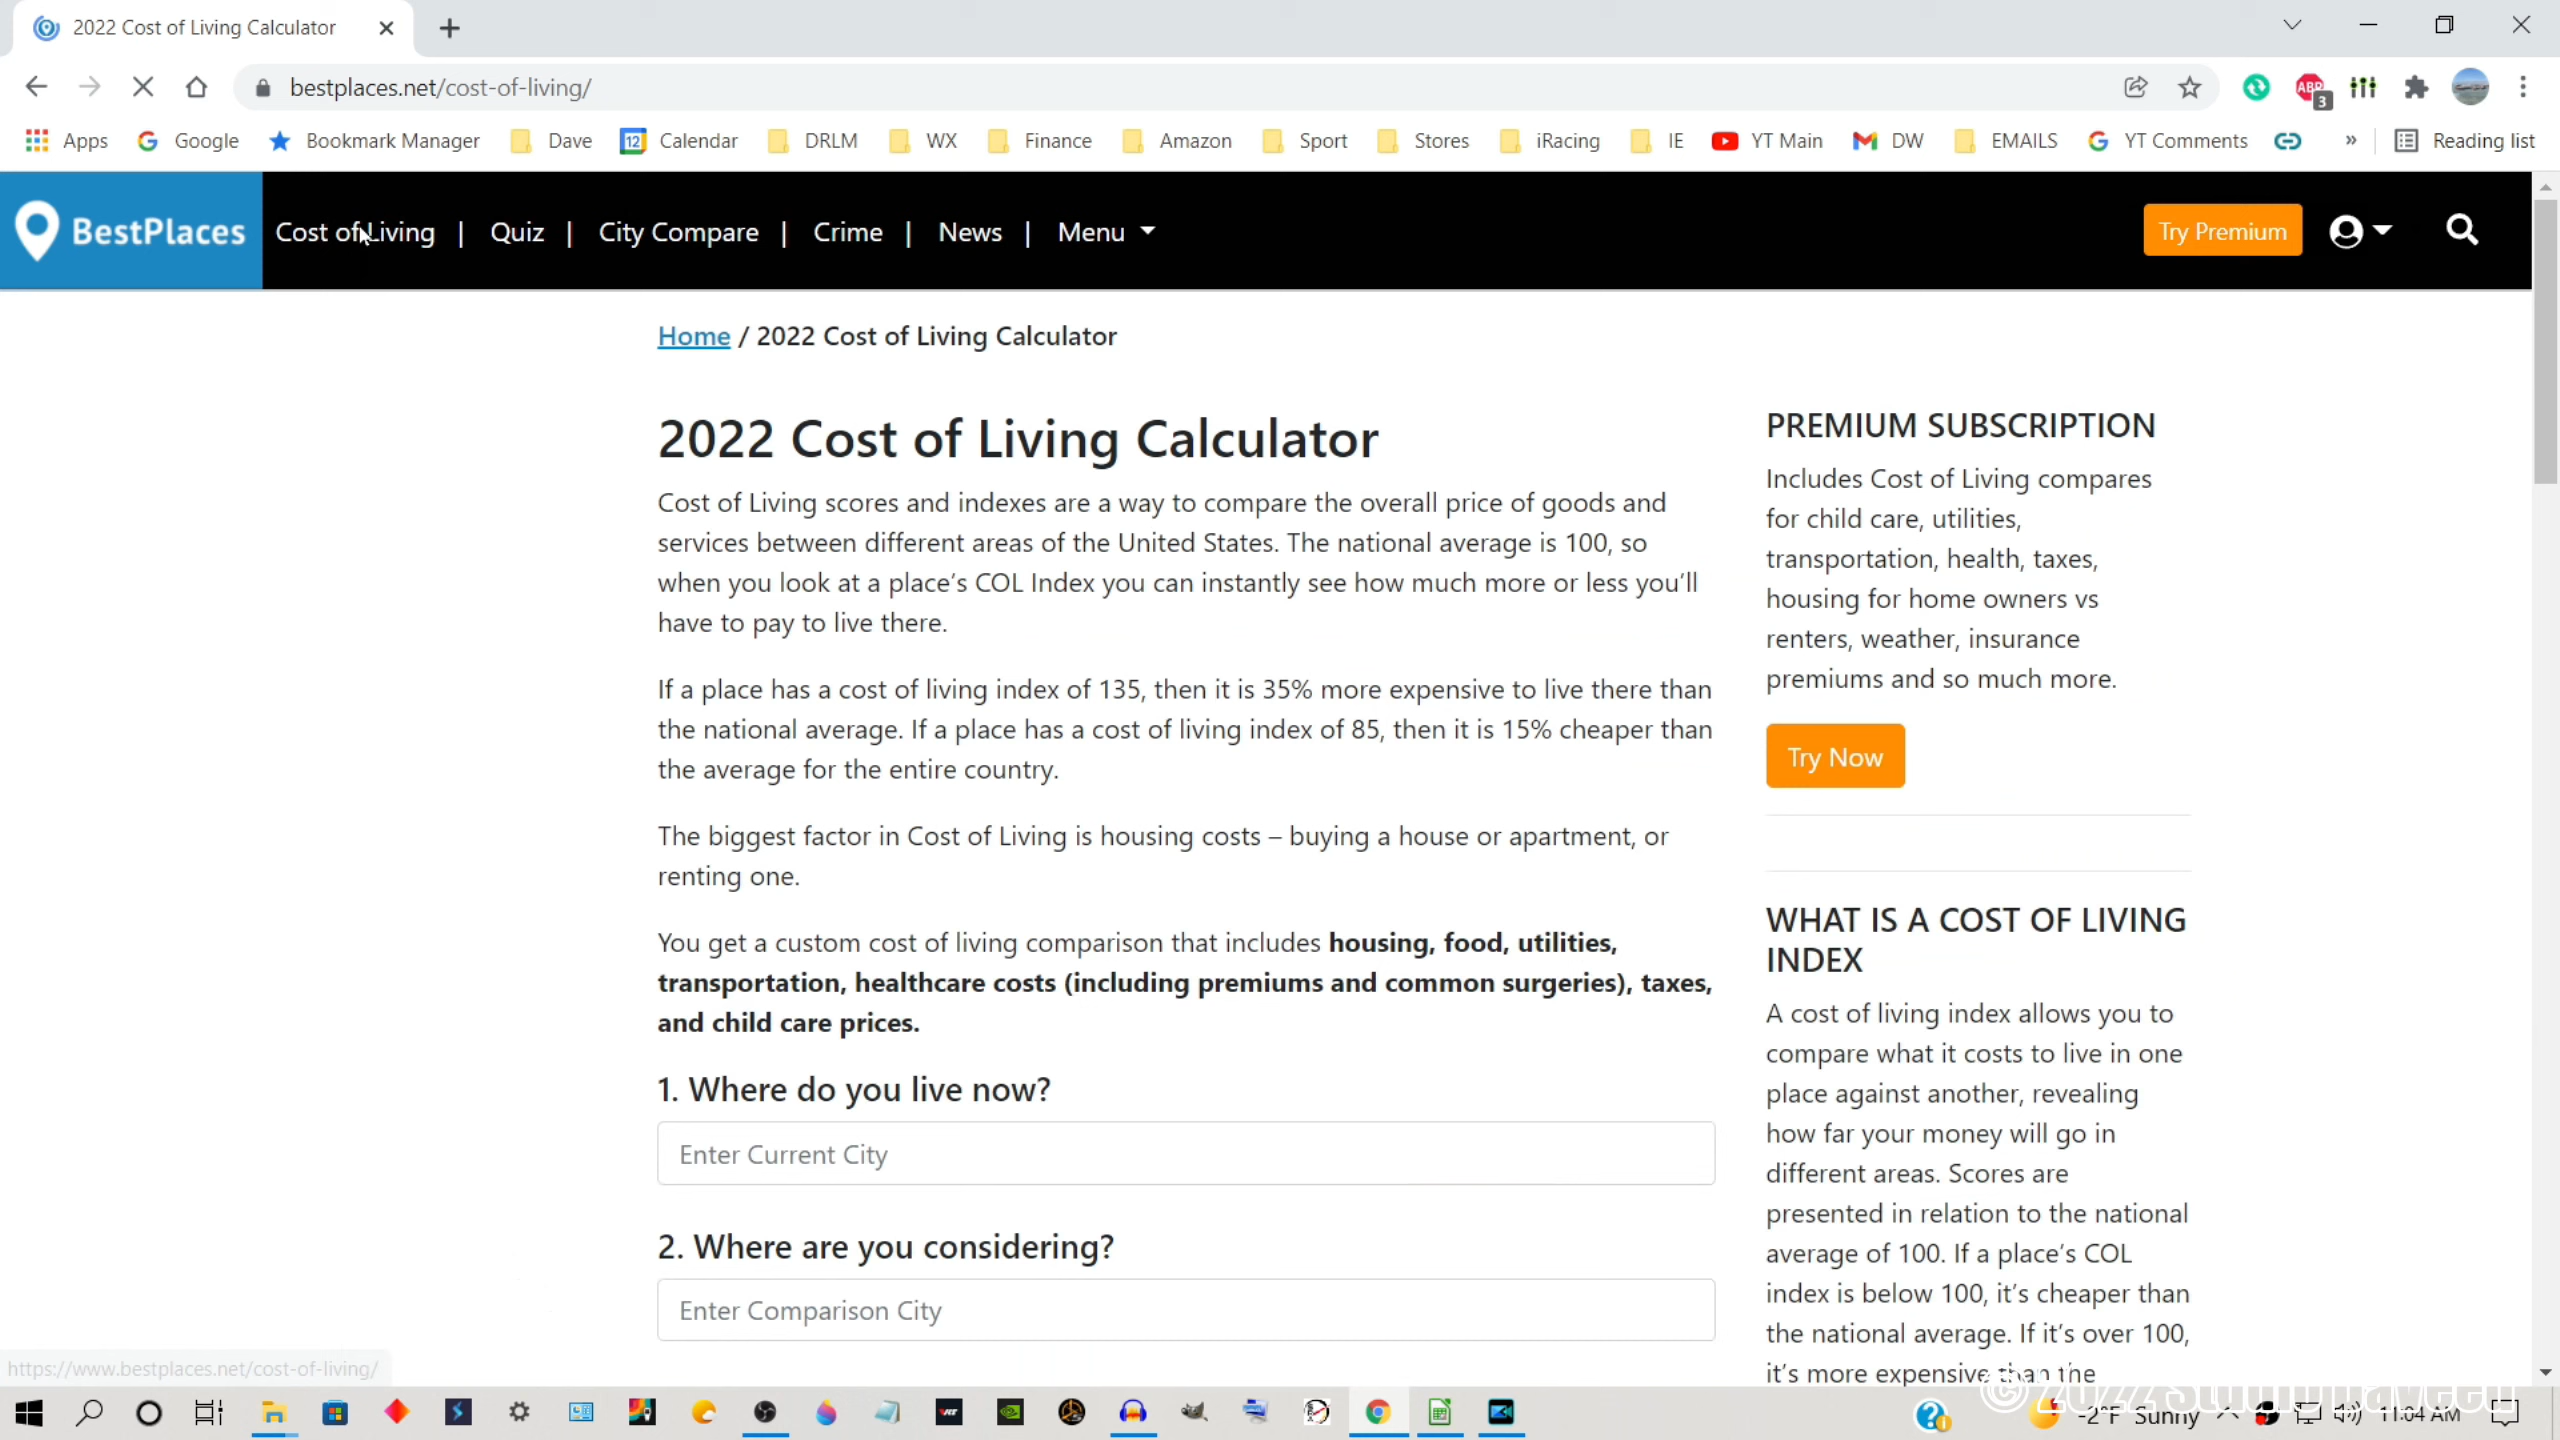 2022 Cost of Living Calculator
bestplaces.net/cost-of-living/
ABP 3
Apps Google Bookmark Manager Dave 12 Calendar DRLM WX Finance Amazon Sport Stores iRacing IE YT Main DW EMAILS YT Comments » Reading list
BestPlaces Cost of Living | Quiz | City Compare | Crime | News | Menu Try Premium
Home / 2022 Cost of Living Calculator
2022 Cost of Living Calculator
Cost of Living scores and indexes are a way to compare the overall price of goods and
services between different areas of the United States. The national average is 100, so
when you look at a place's COL Index you can instantly see how much more or less you'll
have to pay to live there.
If a place has a cost of living index of 135, then it is 35% more expensive to live there than
the national average. If a place has a cost of living index of 85, then it is 15% cheaper than
the average for the entire country.
The biggest factor in Cost of Living is housing costs – buying a house or apartment, or
renting one.
You get a custom cost of living comparison that includes housing, food, utilities,
transportation, healthcare costs (including premiums and common surgeries), taxes,
and child care prices.
1. Where do you live now?
Enter Current City
2. Where are you considering?
Enter Comparison City
PREMIUM SUBSCRIPTION
Includes Cost of Living compares
for child care, utilities,
transportation, health, taxes,
housing for home owners vs
renters, weather, insurance
premiums and so much more.
Try Now
WHAT IS A COST OF LIVING
INDEX
A cost of living index allows you to
compare what it costs to live in one
place against another, revealing
how far your money will go in
different areas. Scores are
presented in relation to the national
average of 100. If a place's COL
index is below 100, it's cheaper than
the national average. If it's over 100,
it's more expensive than the
https://www.bestplaces.net/cost-of-living/
© 2022
-2°F Sunny 11:04 AM